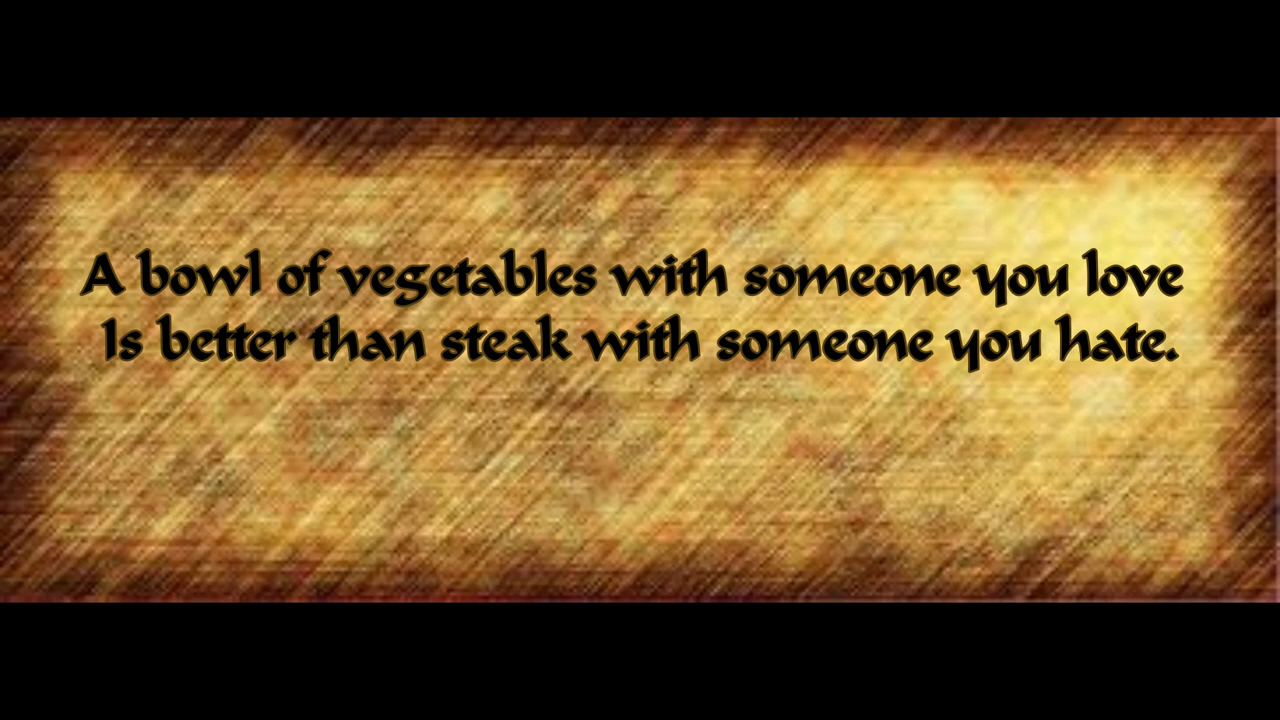 A bowl of vegetables with someone you love
Is better than steak with someone you hate.